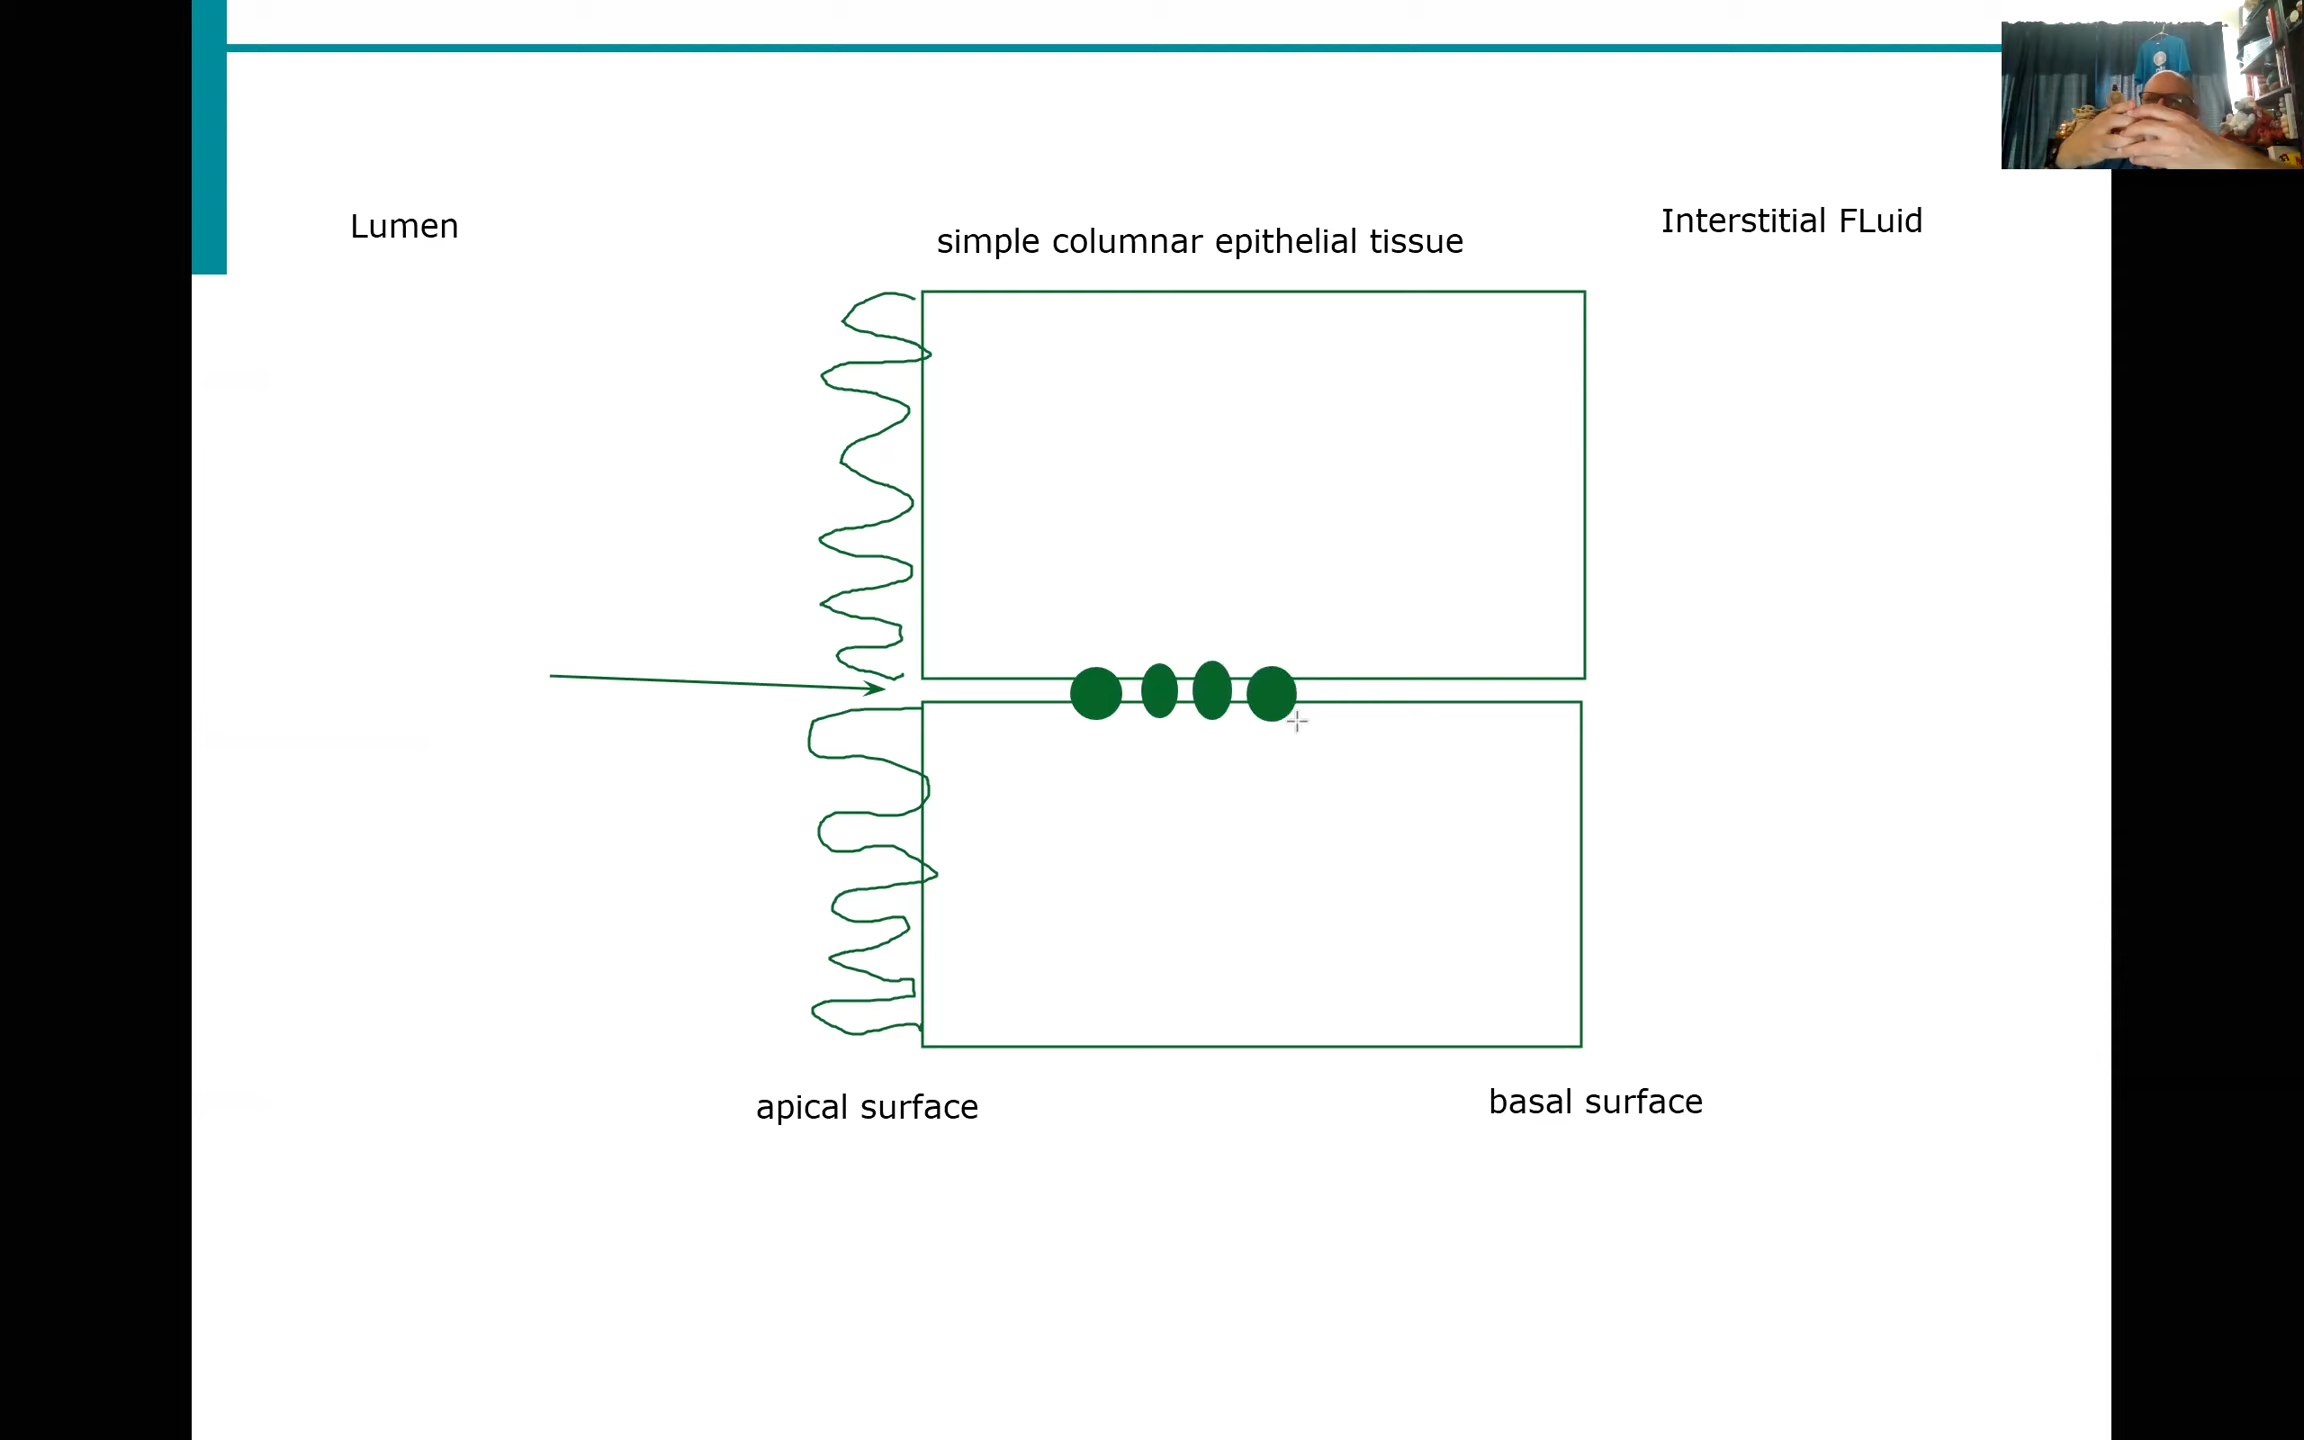 Lumen
simple columnar epithelial tissue
Interstitial FLuid
apical surface
basal surface